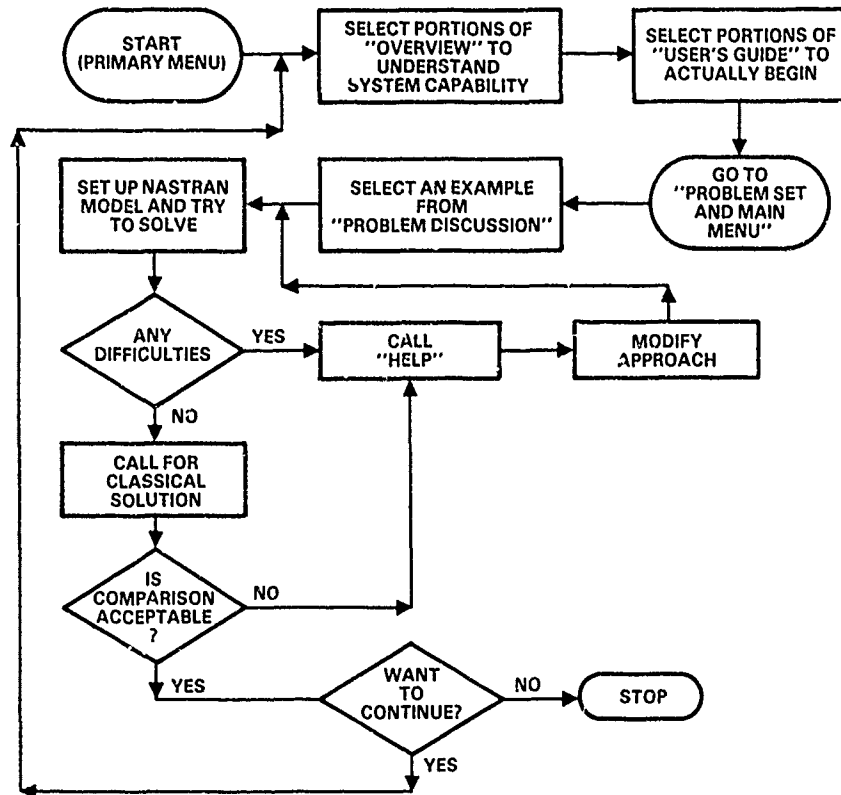 START
(PRIMARY MENU)
SELECT PORTIONS OF
"OVERVIEW" TO
UNDERSTAND
SYSTEM CAPABILITY
SELECT PORTIONS OF
"USER'S GUIDE" TO
ACTUALLY BEGIN
SET UP NASTRAN
MODEL AND TRY
TO SOLVE
SELECT AN EXAMPLE
FROM
"PROBLEM DISCUSSION"
GO TO
"PROBLEM SET
AND MAIN
MENU"
ANY
DIFFICULTIES
YES
CALL
"HELP"
MODIFY
APPROACH
NO
CALL FOR
CLASSICAL
SOLUTION
IS
COMPARISON
ACCEPTABLE
?
NO
YES
WANT
TO
CONTINUE?
NO
STOP
YES